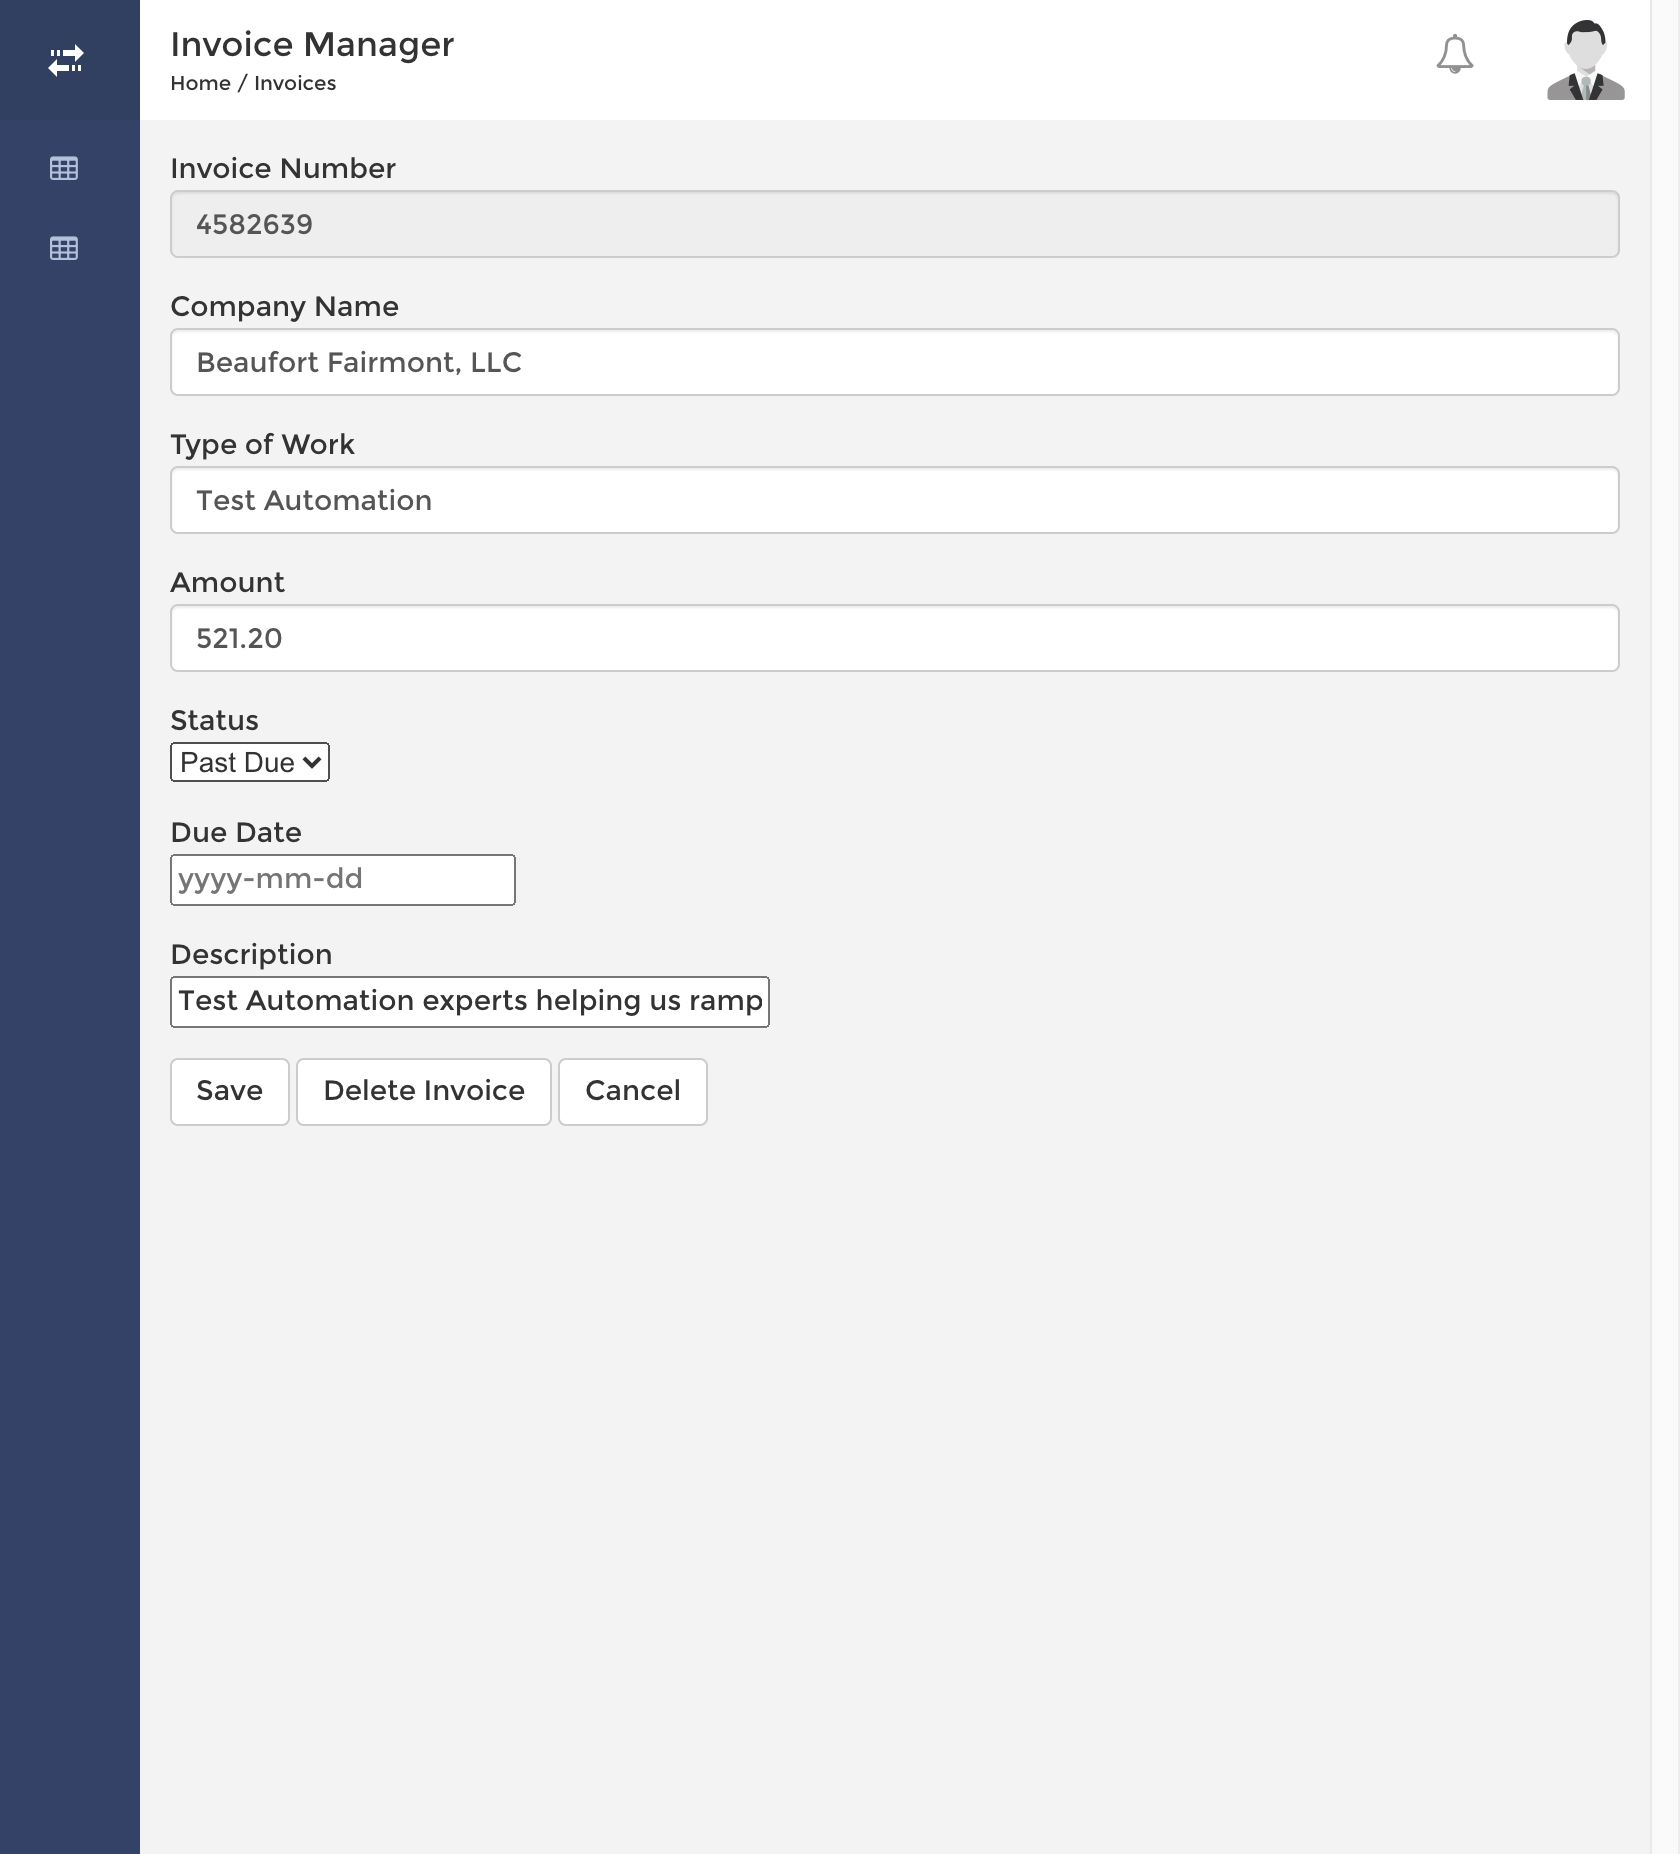 Invoice Manager
Home / Invoices
Invoice Number
4582639
Company Name
Beaufort Fairmont, LLC
Type of Work
Test Automation
Amount
521.20
Status
Past Due
Due Date
yyyy-mm-dd
Description
Test Automation experts helping us ramp
Save Delete Invoice Cancel